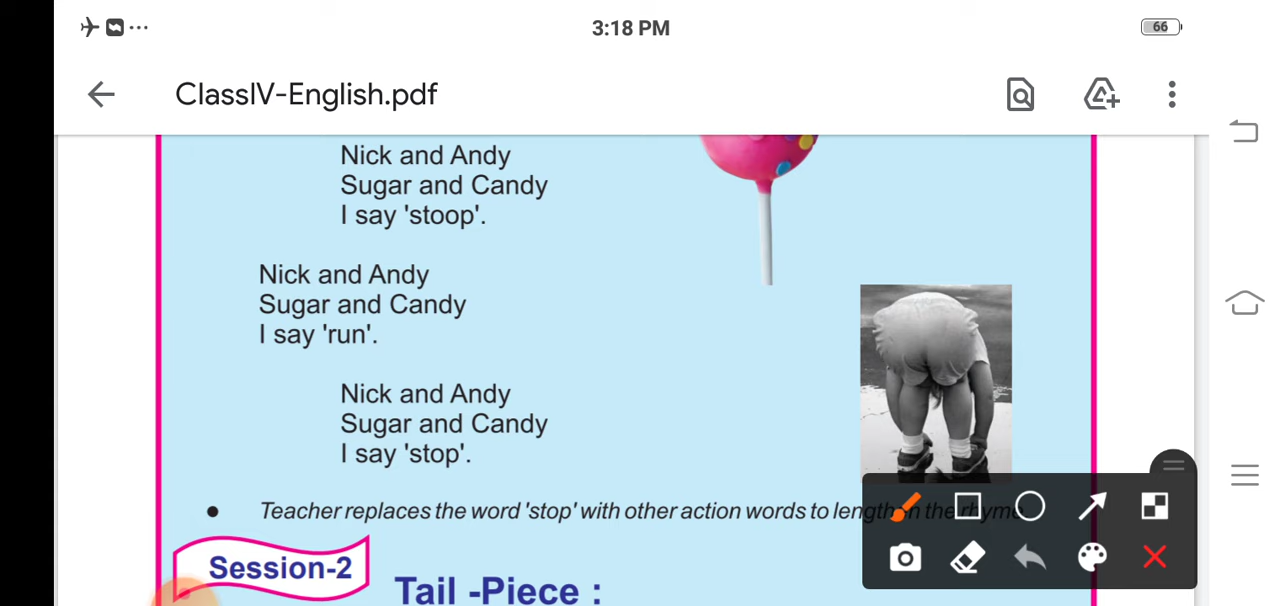 3:18 PM
66
ClassIV-English.pdf
Nick and Andy
Sugar and Candy
I say 'stoop'.
Nick and Andy
Sugar and Candy
I say 'run'.
Nick and Andy
Sugar and Candy
I say 'stop'.
• Teacher replaces the word 'stop' with other action words to lengthen the rhyme
Session-2
Tail -Piece :